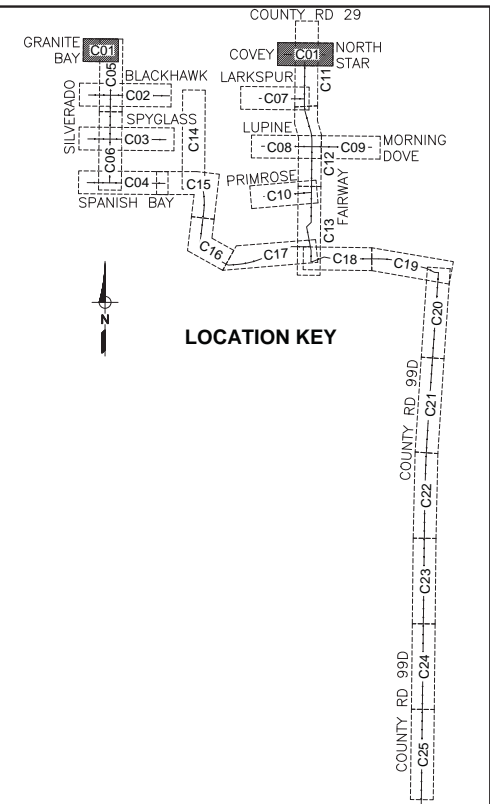 COUNTY RD 29
GRANITE
BAY
C01
COVEY
C01
NORTH
STAR
C05
BLACKHAWK
LARKSPUR
C11
C02
C07
SILVERADO
SPYGLASS
C14
LUPINE
C03
C08
C12
C09
MORNING
DOVE
C06
PRIMROSE
C04
C15
C10
FAIRWAY
SPANISH BAY
C13
C16
C17
C18
C19
N
LOCATION KEY
C20
COUNTY RD 99D
C21
C22
C23
COUNTY RD 99D
C24
C25